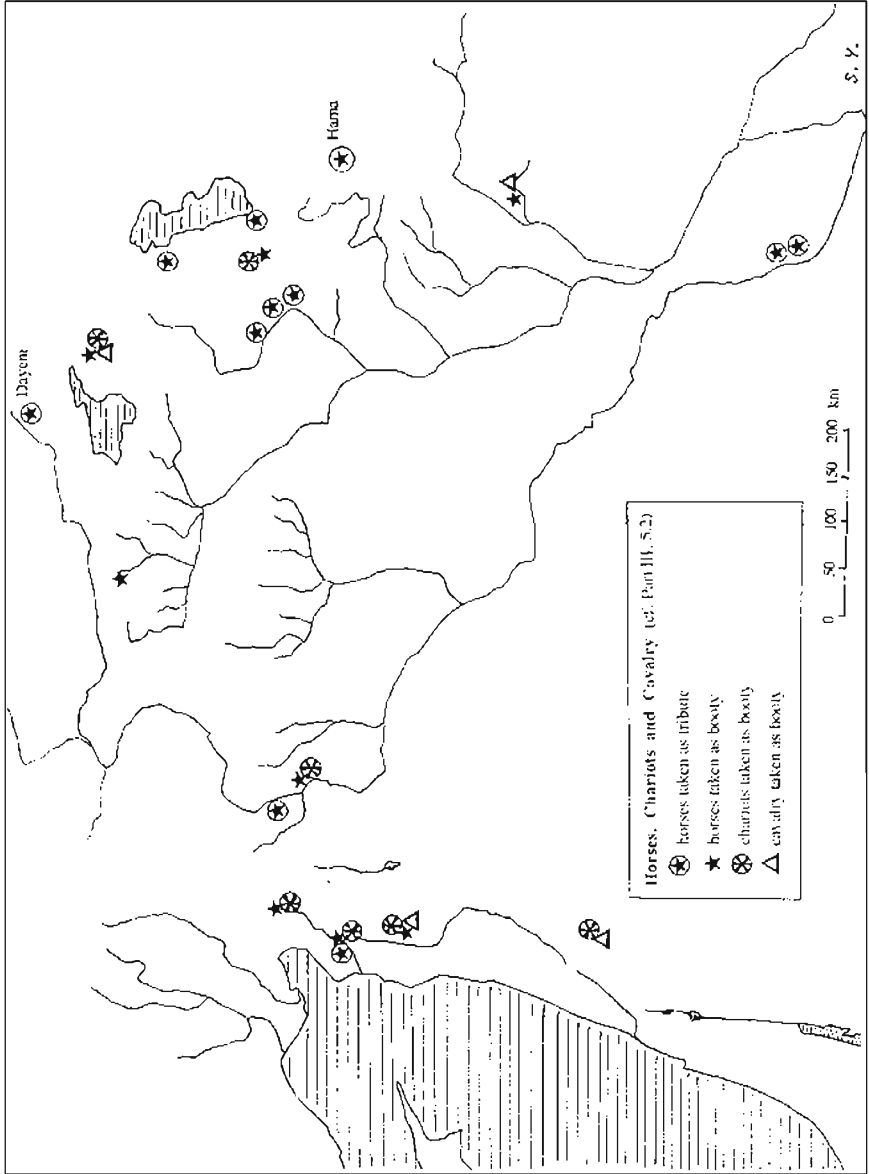 Dayeni
Hama
Horses, Chariots and Cavalry (cf. Part III, 5.2)
horses taken as tribute
horses taken as booty
chariots taken as booty
cavalry taken as booty
0 50 100 150 200 km
S.Y.